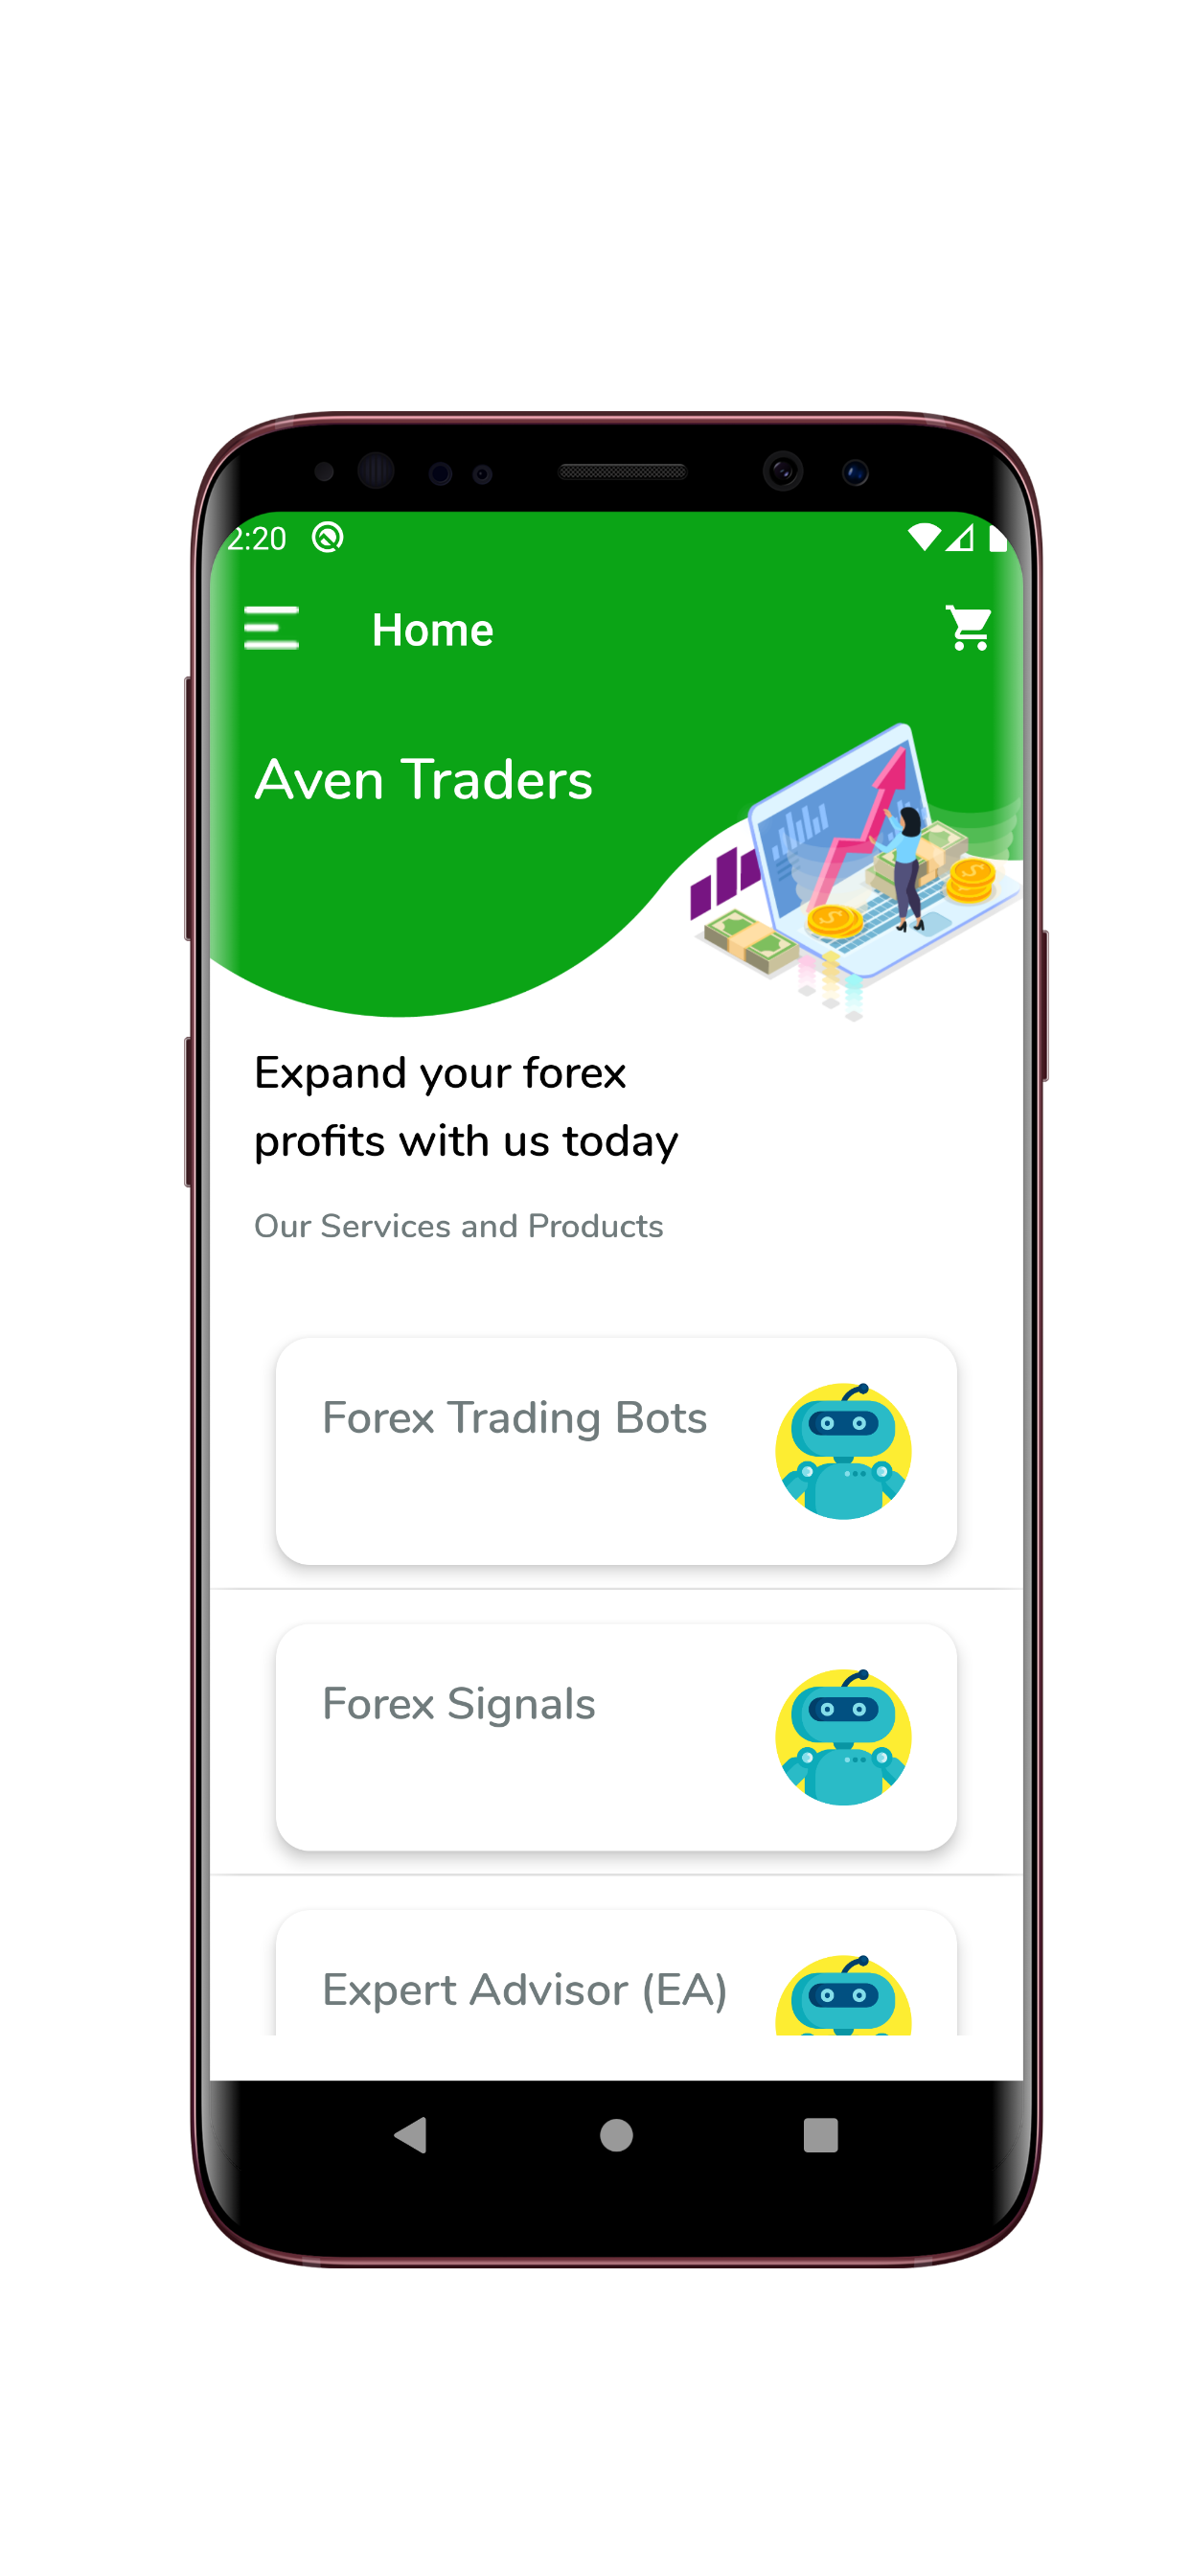 2:20
Home
Aven Traders
Expand your forex
profits with us today
Our Services and Products
Forex Trading Bots
Forex Signals
Expert Advisor (EA)